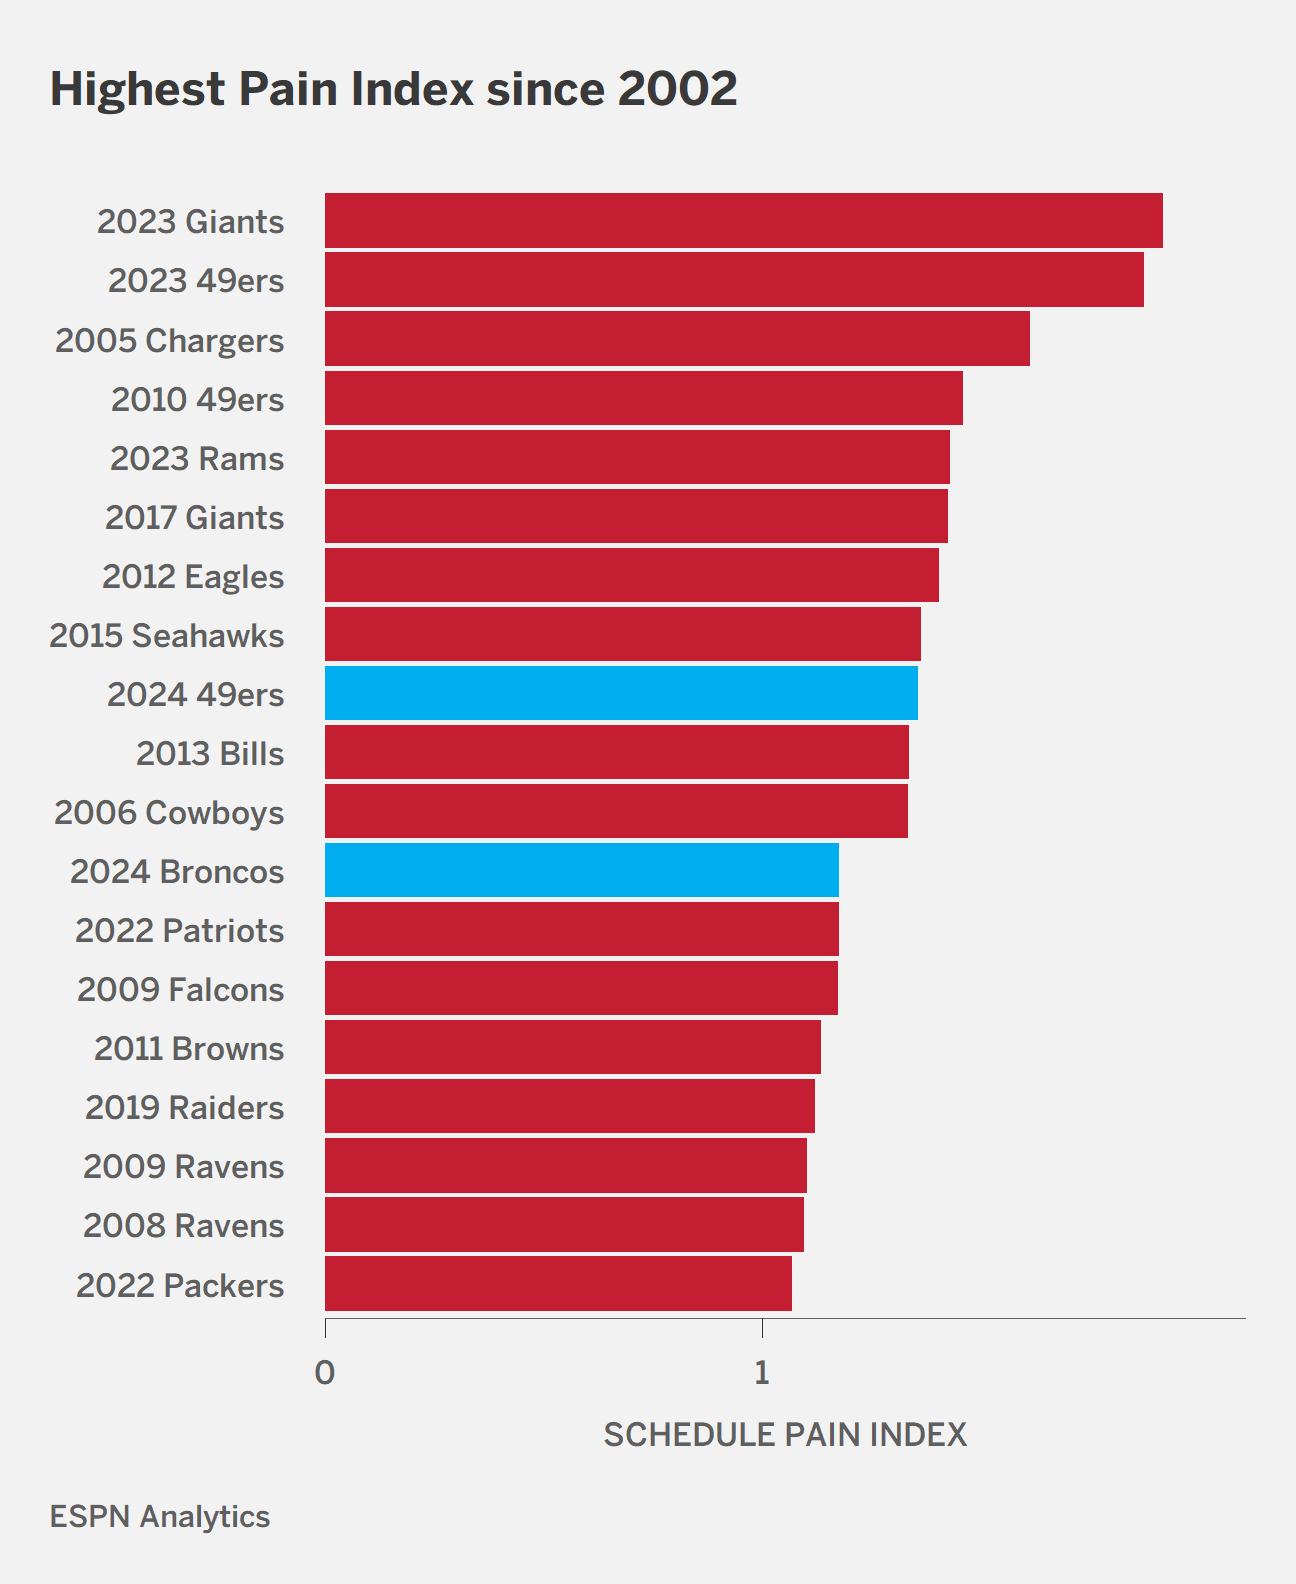 Highest Pain Index since 2002
2023 Giants
2023 49ers
2005 Chargers
2010 49ers
2023 Rams
2017 Giants
2012 Eagles
2015 Seahawks
2024 49ers
2013 Bills
2006 Cowboys
2024 Broncos
2022 Patriots
2009 Falcons
2011 Browns
2019 Raiders
2009 Ravens
2008 Ravens
2022 Packers
0 1
SCHEDULE PAIN INDEX
ESPN Analytics